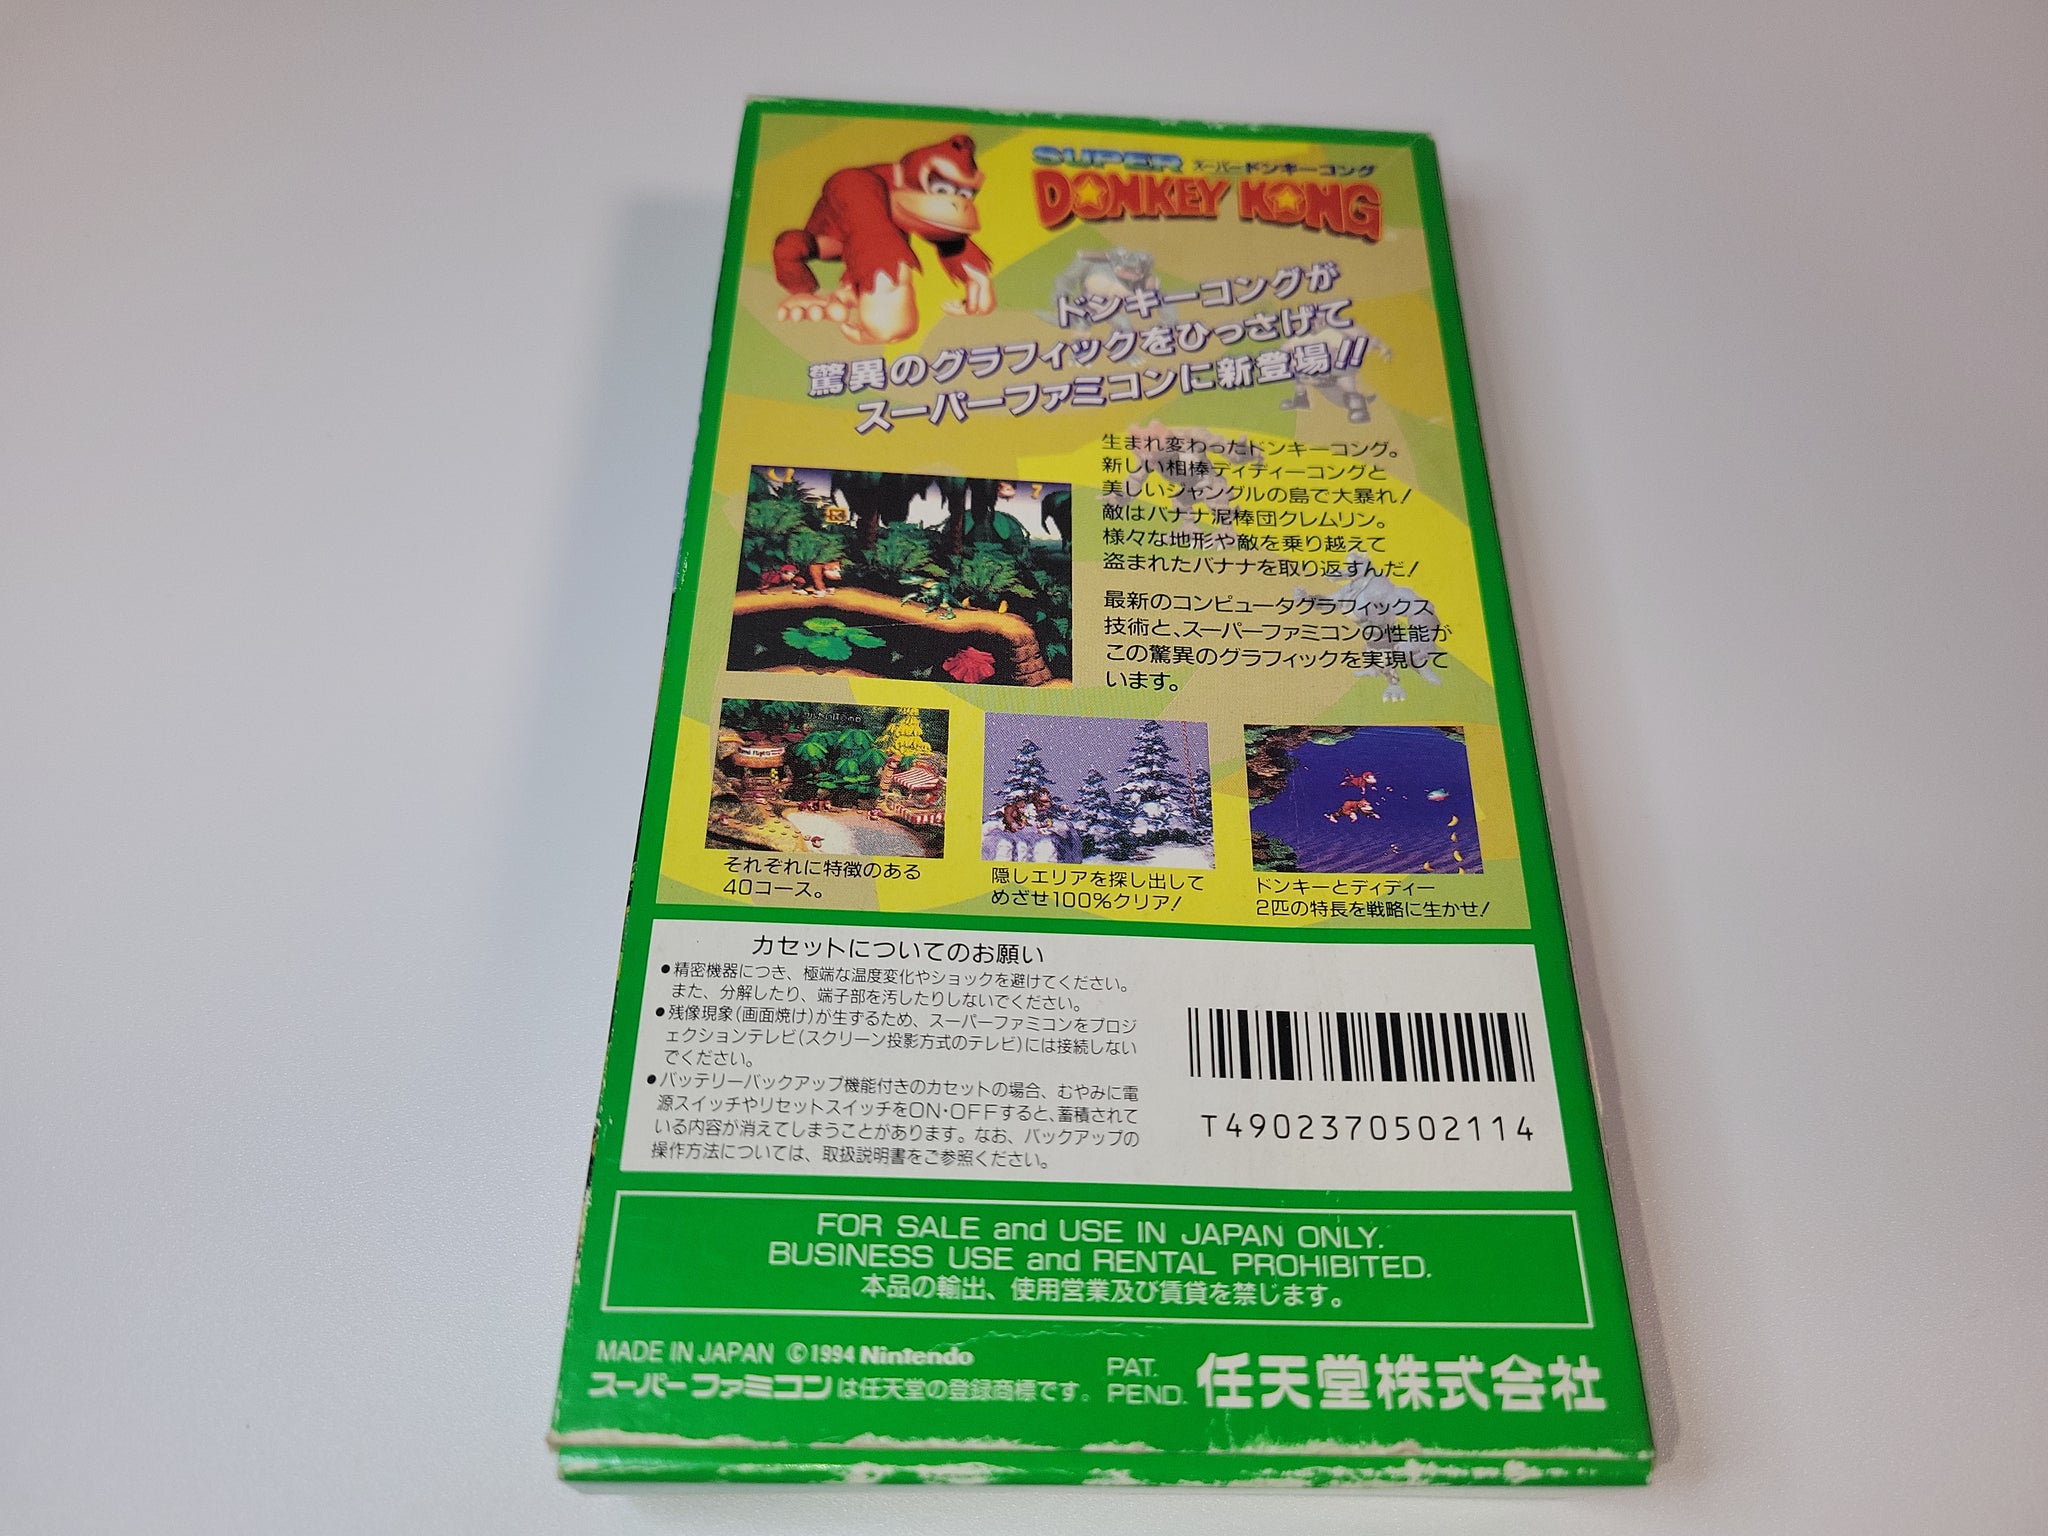 SUPER スーパードンキーコング
DONKEY KONG
ドンキーコングが
驚異のグラフィックをひっさげて
スーパーファミコンに新登場!!
生まれ変わったドンキーコング。
新しい相棒ディディーコングと
美しいジャングルの島で大暴れ!
敵はバナナ泥棒団クレムリン。
様々な地形や敵を乗り越えて
盗まれたバナナを取り返すんだ!
最新のコンピュータグラフィックス
技術と、スーパーファミコンの性能が
この驚異のグラフィックを実現して
います。
7
それぞれに特徴のある
40コース。
隠しエリアを探し出して
めざせ100%クリア!
ドンキーとディディー
2匹の特長を戦略に生かせ!
カセットについてのお願い
●精密機器につき、極端な温度変化やショックを避けてください。
また、分解したり、端子部を汚したりしないでください。
●残像現象(画面焼け)が生ずるため、スーパーファミコンをプロジ
ェクションテレビ(スクリーン投影方式のテレビ)には接続しない
でください。
●バッテリーバックアップ機能付きのカセットの場合、むやみに電
源スイッチやリセットスイッチをON・OFFすると、蓄積されて
いる内容が消えてしまうことがあります。なお、バックアップの
操作方法については、取扱説明書をご参照ください。
T4902370502114
FOR SALE and USE IN JAPAN ONLY.
BUSINESS USE and RENTAL PROHIBITED.
本品の輸出、使用営業及び賃貸を禁じます。
MADE IN JAPAN ©1994 Nintendo
スーパーファミコンは任天堂の登録商標です。
PAT.
PEND.
任天堂株式会社